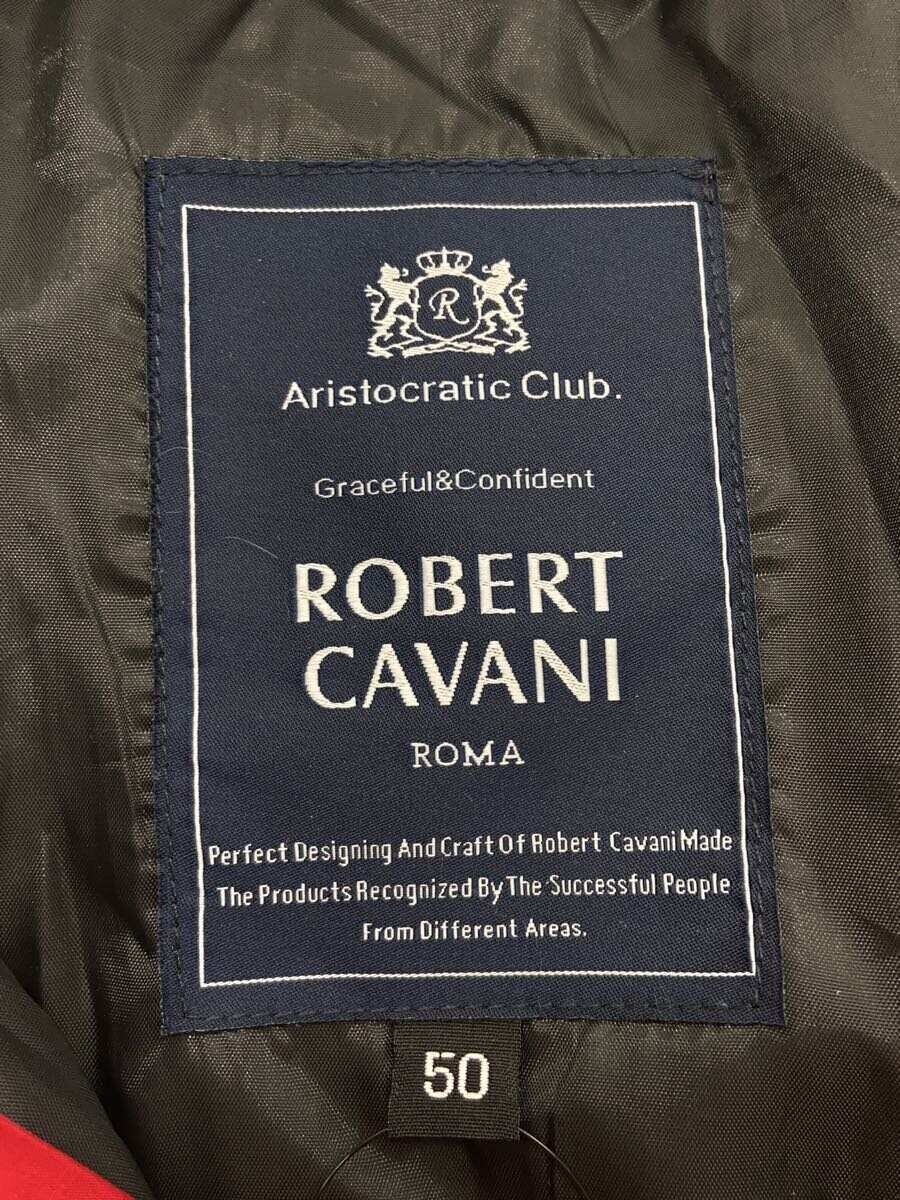 R
Aristocratic Club.
Graceful&Confident
ROBERT
CAVANI
ROMA
Perfect Designing And Craft Of Robert Cavani Made
The Products Recognized By The Successful People
From Different Areas.
50